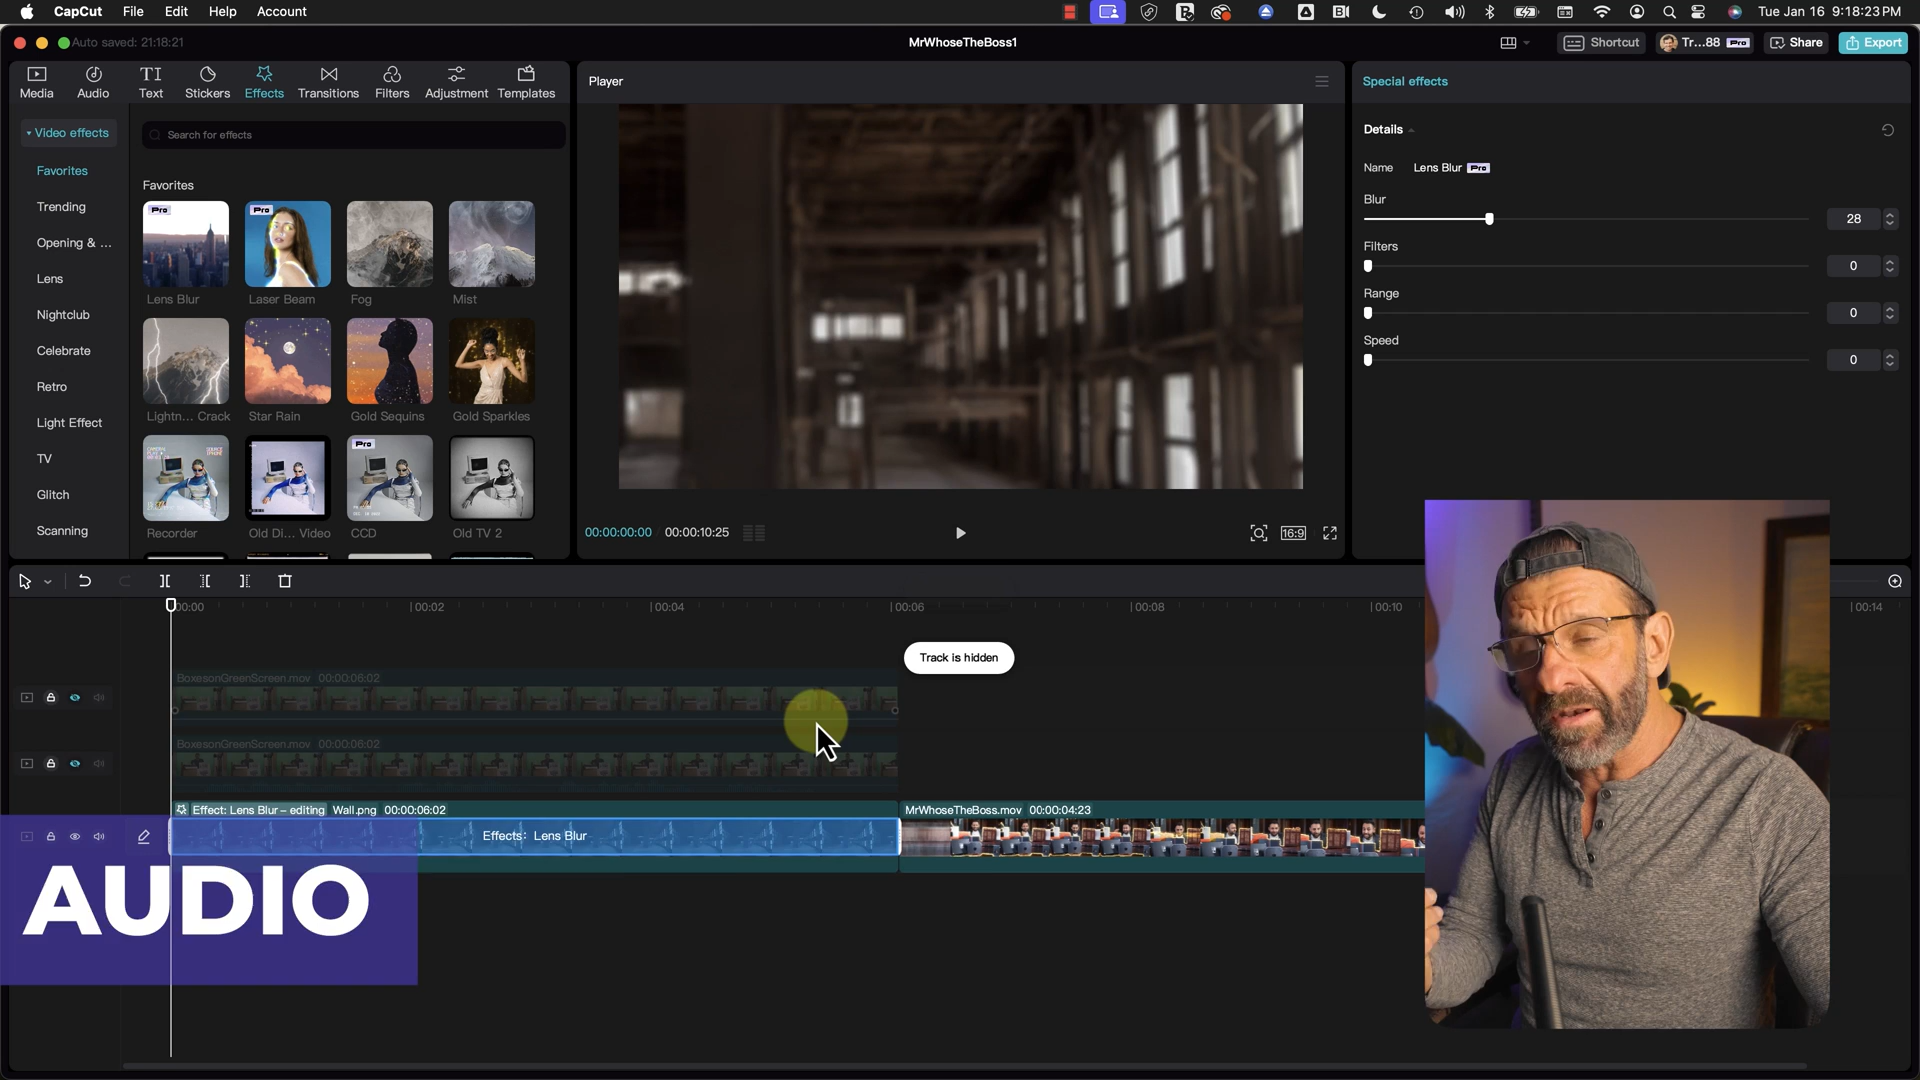 CapCut File Edit Help Account
Tue Jan 16 9:18:23 PM
Auto saved: 21:18:21
MrWhoseTheBoss1
Shortcut
Tr...88 Pro
Share
Export
Media
Audio
Text
Stickers
Effects
Transitions
Filters
Adjustment
Templates
Video effects
Favorites
Trending
Opening & ...
Lens
Nightclub
Celebrate
Retro
Light Effect
TV
Glitch
Scanning
Search for effects
Favorites
Pro
Pro
Lens Blur
Laser Beam
Fog
Mist
Lightn... Crack
Star Rain
Gold Sequins
Gold Sparkles
Pro
Recorder
Old Di... Video
CCD
Old TV 2
Player
00:00:00:00
00:00:10:25
16:9
Special effects
Details
Name Lens Blur Pro
Blur
28
Filters
0
Range
0
Speed
0
00:00
00:02
00:04
00:06
00:08
00:10
00:14
Track is hidden
BoxesonGreenScreen.mov 00:00:06:02
BoxesonGreenScreen.mov 00:00:06:02
Effect: Lens Blur – editing Wall.png 00:00:06:02
MrWhoseTheBoss.mov 00:00:04:23
Effects: Lens Blur
AUDIO